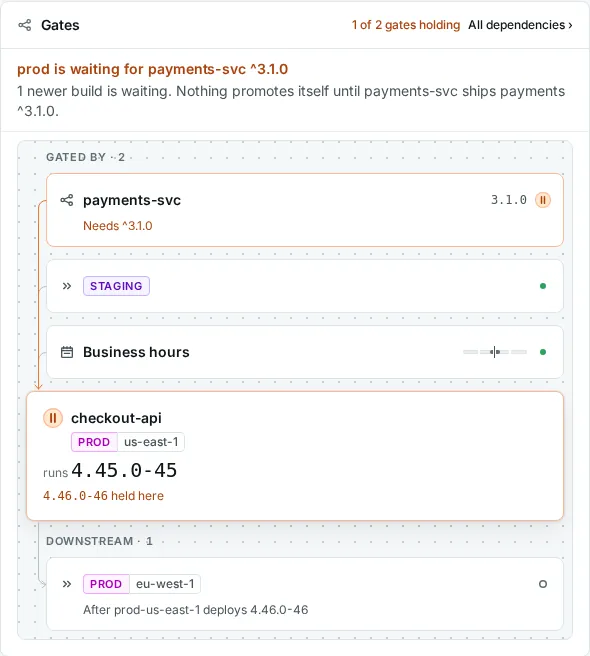 Gates
1 of 2 gates holding All dependencies ›
prod is waiting for payments-svc ^3.1.0
1 newer build is waiting. Nothing promotes itself until payments-svc ships payments
^3.1.0.
GATED BY · 2
payments-svc
3.1.0
Needs ^3.1.0
STAGING
Business hours
checkout-api
PROD us-east-1
runs 4.45.0-45
4.46.0-46 held here
DOWNSTREAM · 1
PROD eu-west-1
After prod-us-east-1 deploys 4.46.0-46